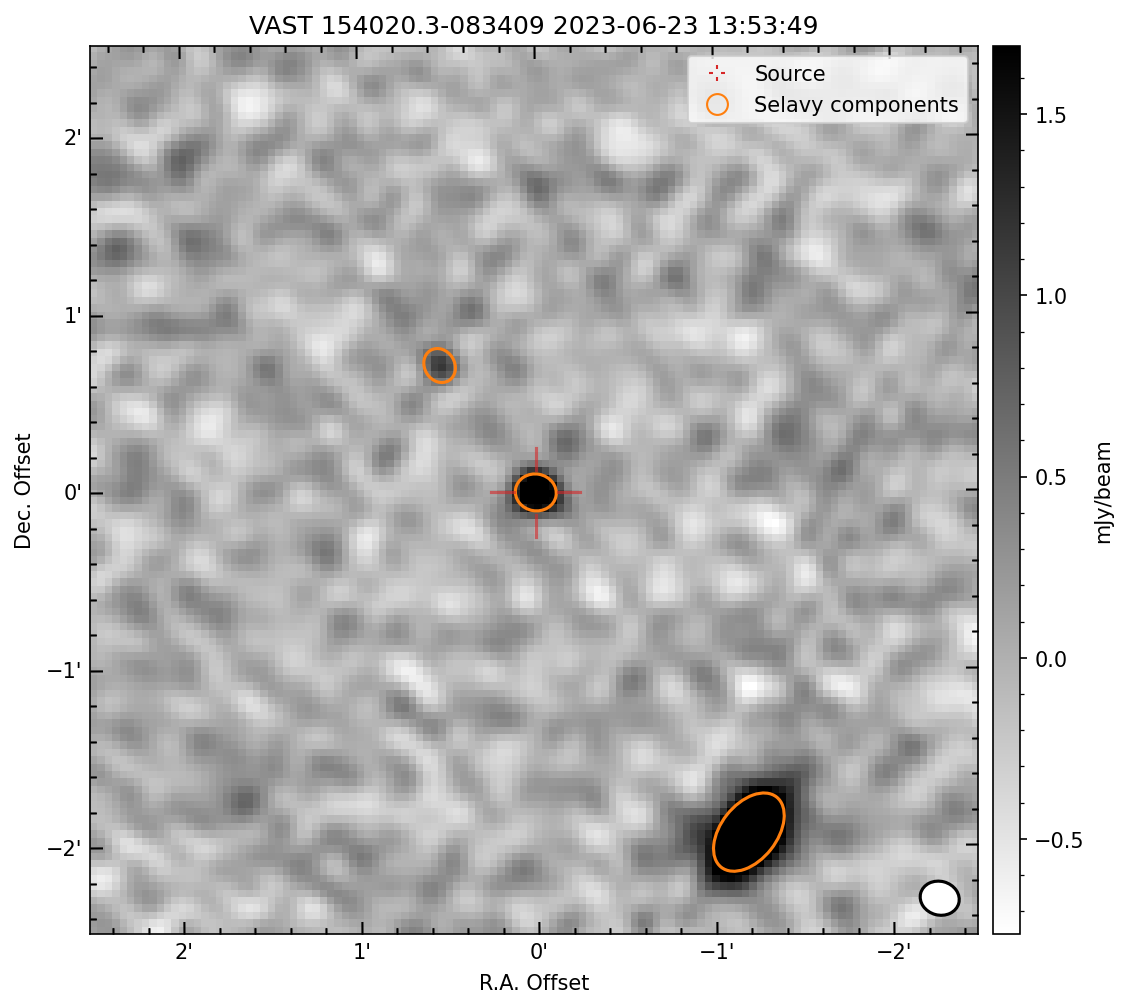 VAST 154020.3-083409 2023-06-23 13:53:49
Source
Selavy components
2'
1'
0'
−1'
−2'
Dec. Offset
2'
1'
0'
−1'
−2'
R.A. Offset
1.5
1.0
0.5
0.0
−0.5
mJy/beam